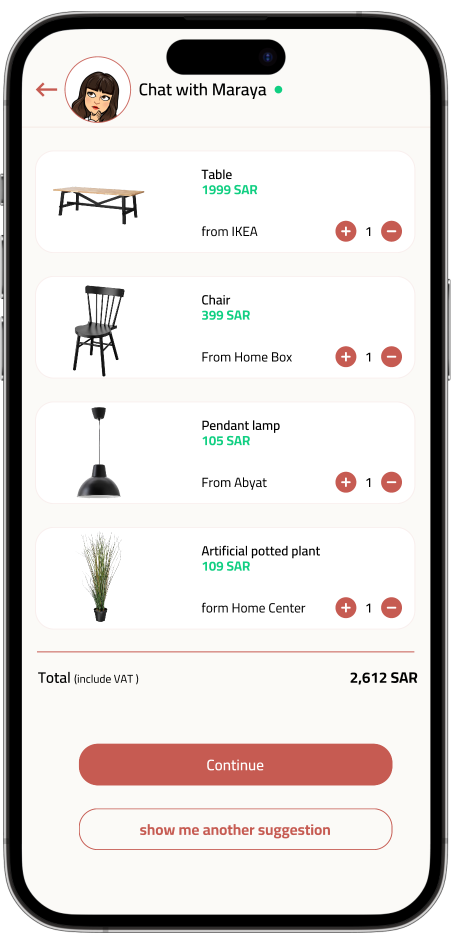 Chat with Maraya
Table
1999 SAR
from IKEA
1
Chair
399 SAR
From Home Box
1
Pendant lamp
105 SAR
From Abyat
1
Artificial potted plant
109 SAR
form Home Center
1
Total (include VAT )
2,612 SAR
Continue
show me another suggestion